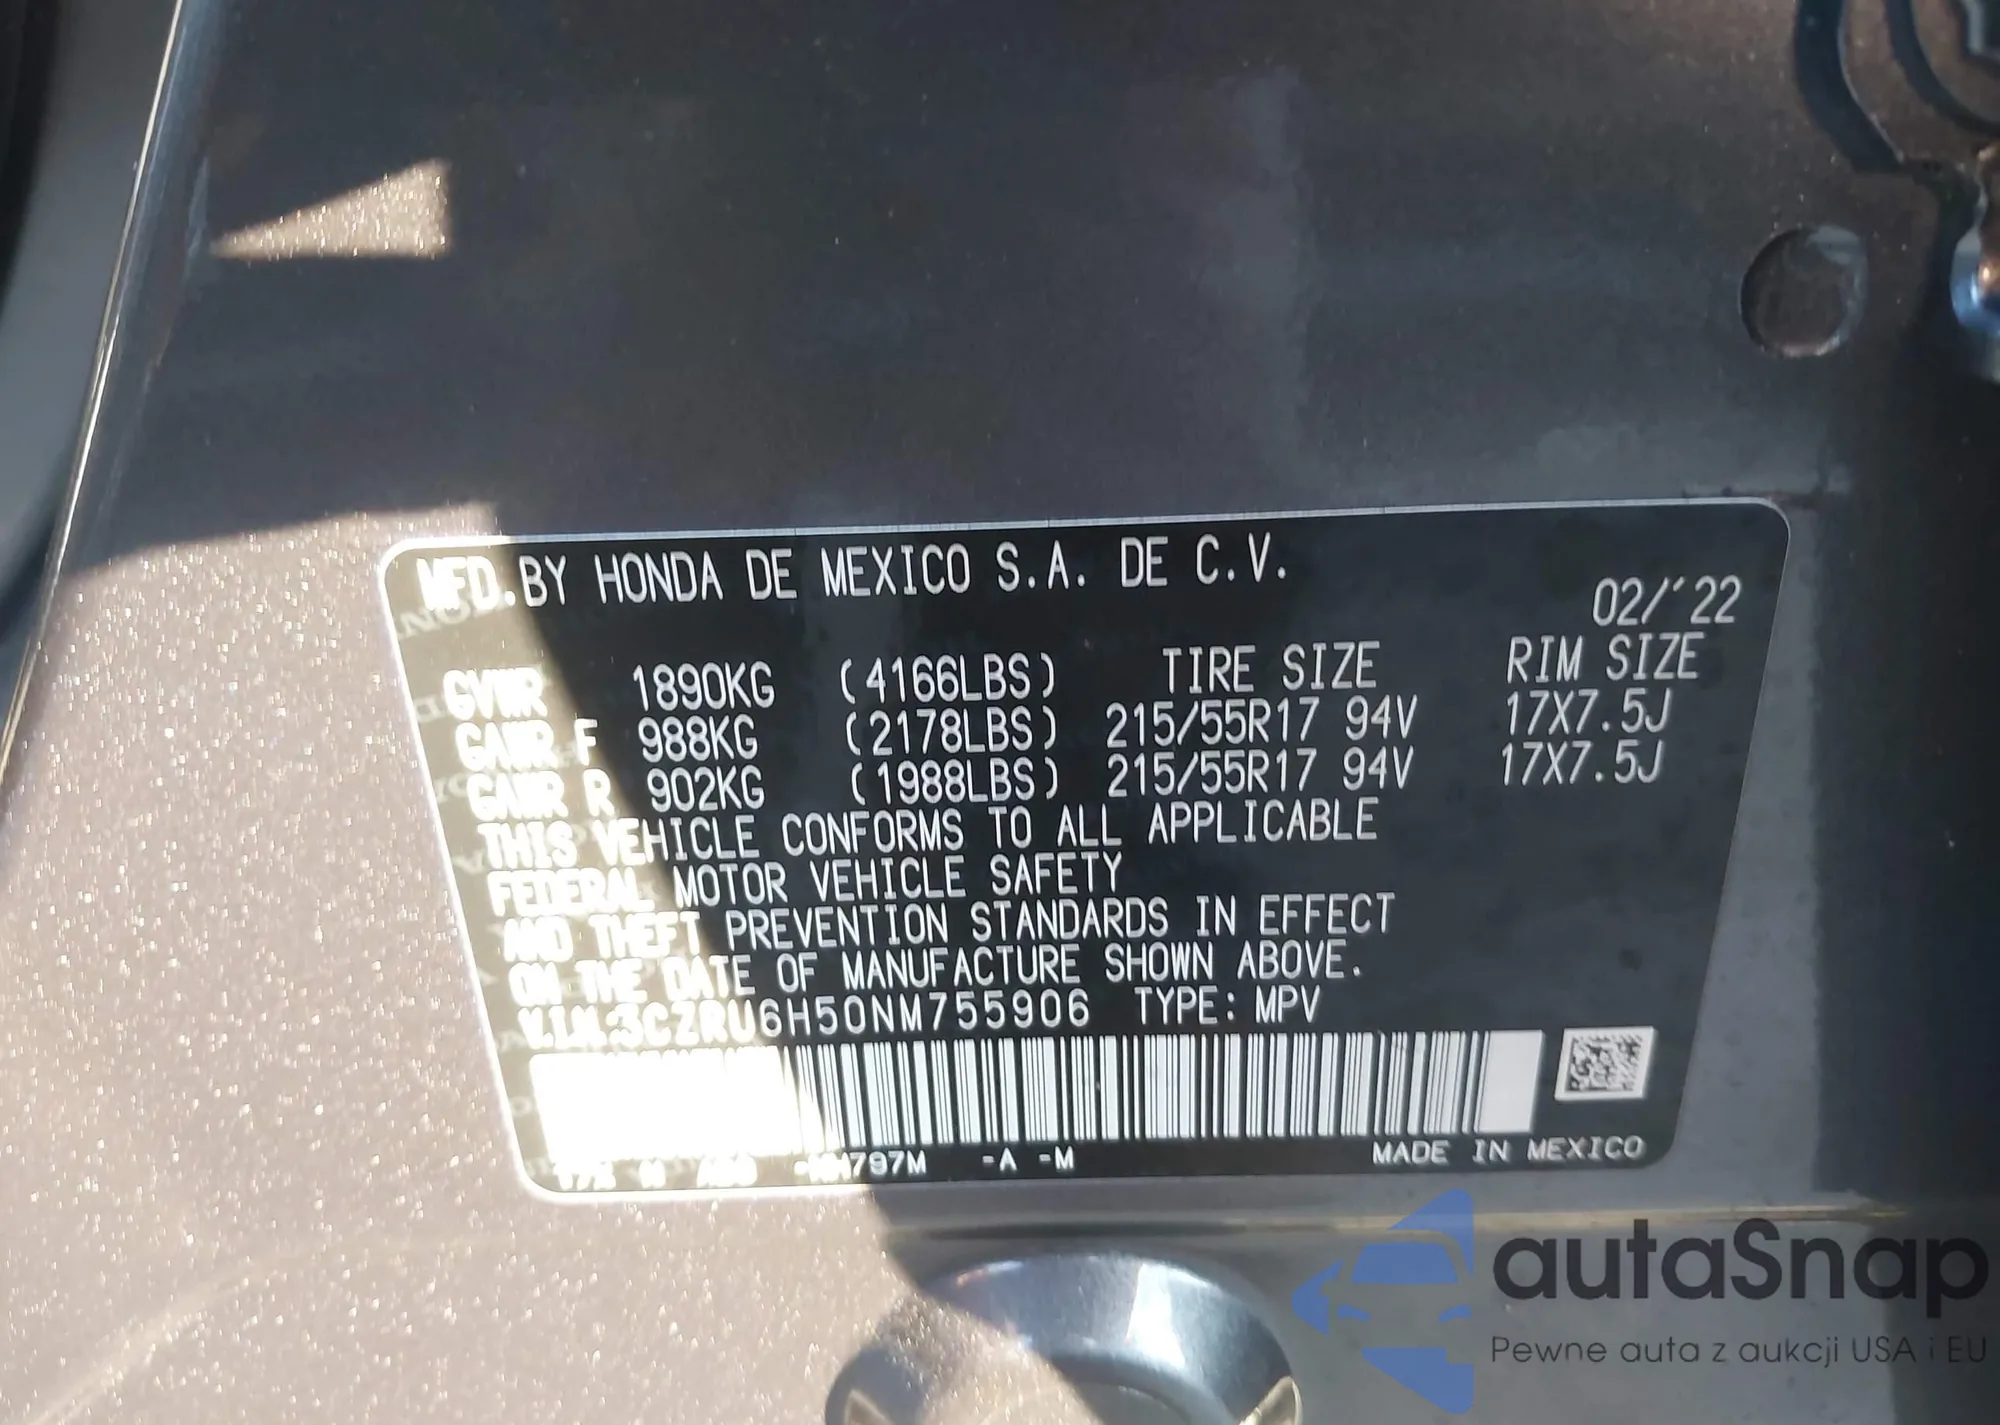 MFD. BY HONDA DE MEXICO S.A. DE C.V.
02/'22
GVWR 1890KG (4166LBS) TIRE SIZE RIM SIZE
GAWR F 988KG (2178LBS) 215/55R17 94V 17X7.5J
GAWR R 902KG (1988LBS) 215/55R17 94V 17X7.5J
THIS VEHICLE CONFORMS TO ALL APPLICABLE
FEDERAL MOTOR VEHICLE SAFETY
AND THEFT PREVENTION STANDARDS IN EFFECT
ON THE DATE OF MANUFACTURE SHOWN ABOVE.
V.I.N:3CZRU6H50NM755906 TYPE: MPV
-NM797M -A -M MADE IN MEXICO
autaSnap
Pewne auta z aukcji USA i EU